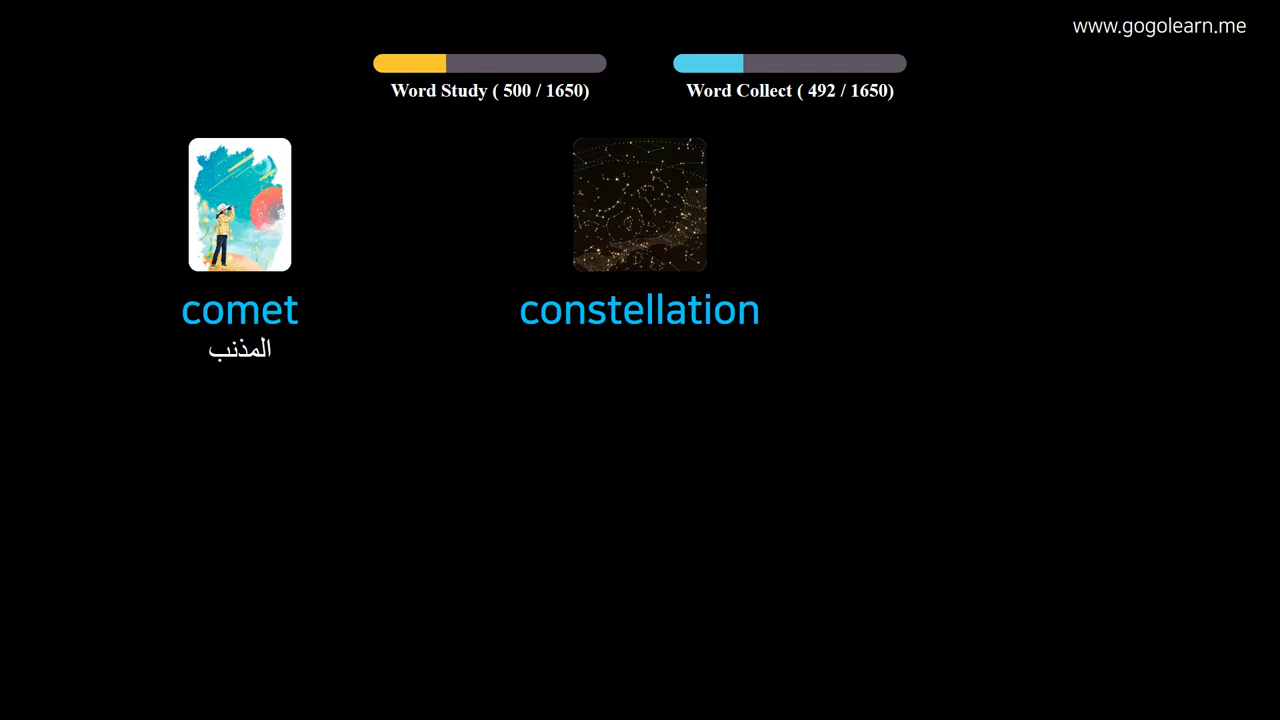 www.gogolearn.me
Word Study ( 500 / 1650)
Word Collect ( 492 / 1650)
comet
المذنب
constellation